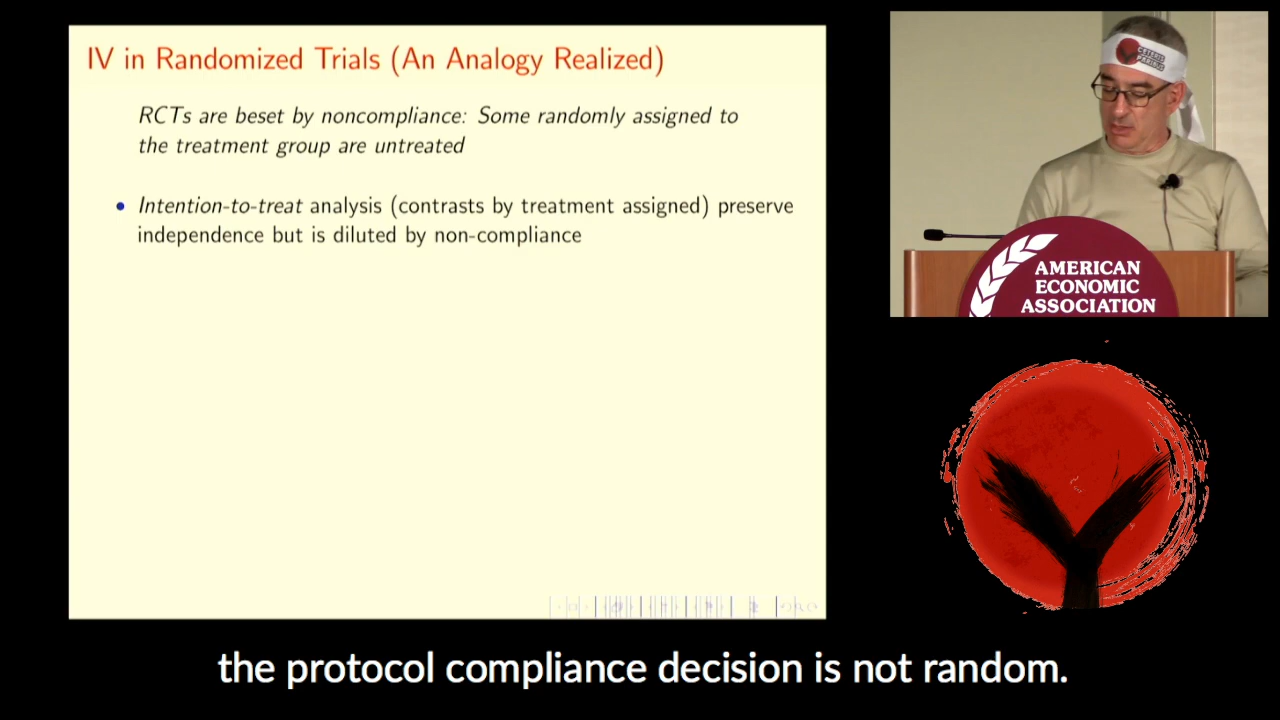 IV in Randomized Trials (An Analogy Realized)
RCTs are beset by noncompliance: Some randomly assigned to
the treatment group are untreated
• Intention-to-treat analysis (contrasts by treatment assigned) preserve
independence but is diluted by non-compliance
CETERIS
PARIBUS
AMERICAN
ECONOMIC
ASSOCIATION
the protocol compliance decision is not random.